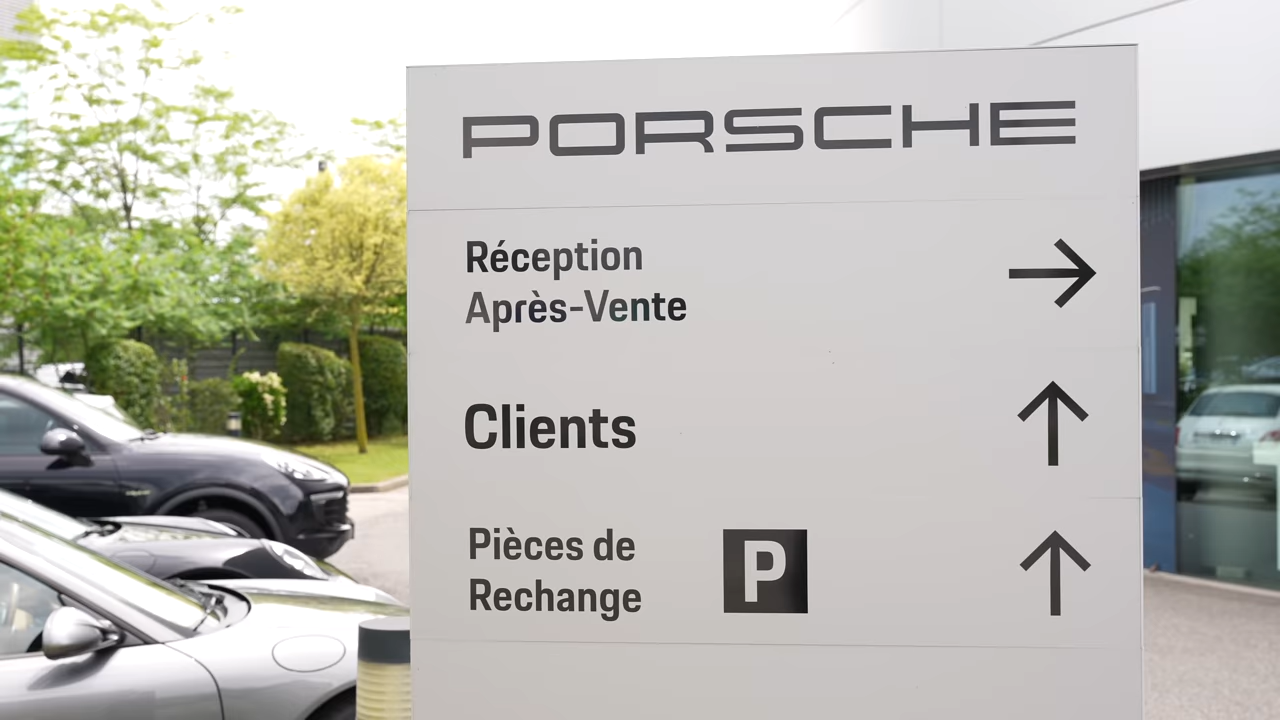 PORSCHE
Réception
Après-Vente
Clients
Pièces de
Rechange
P